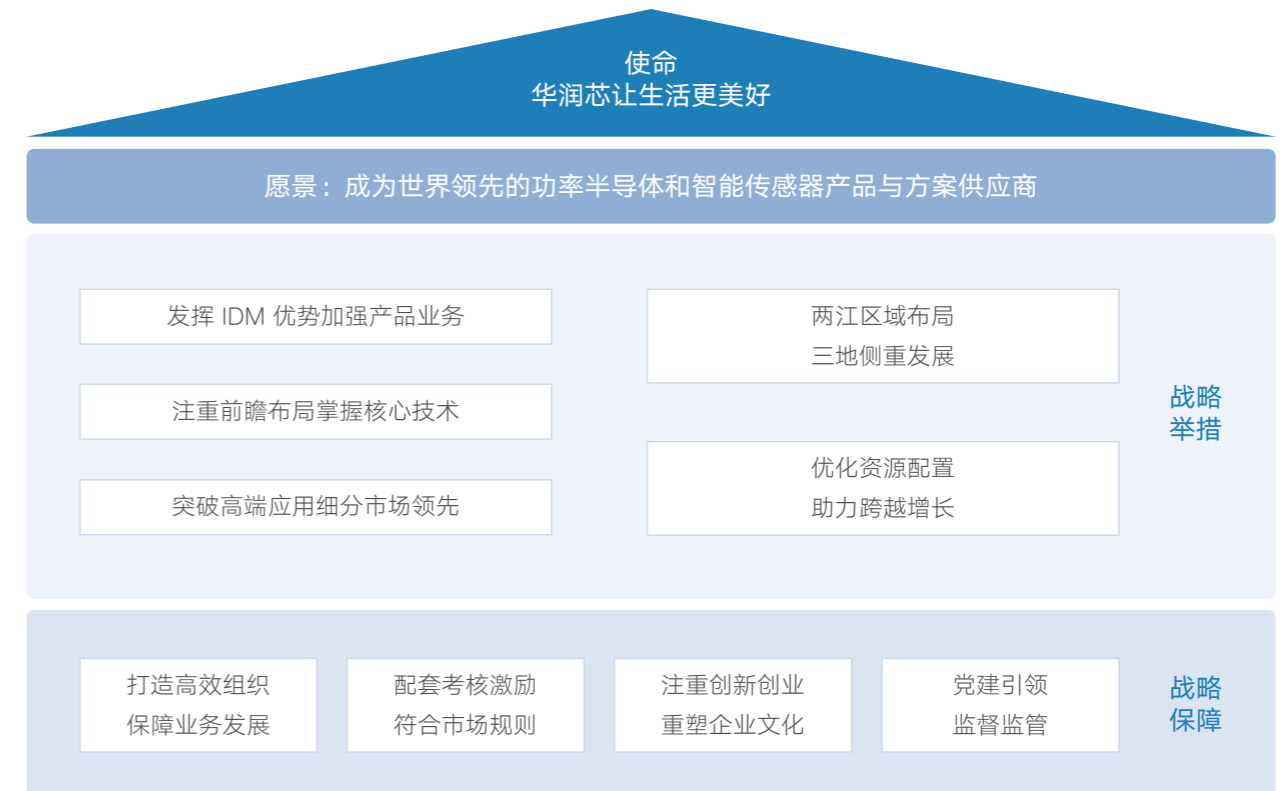 使命
华润芯让生活更美好
愿景：成为世界领先的功率半导体和智能传感器产品与方案供应商
发挥 IDM 优势加强产品业务
注重前瞻布局掌握核心技术
突破高端应用细分市场领先
两江区域布局
三地侧重发展
优化资源配置
助力跨越增长
战略
举措
打造高效组织
保障业务发展
配套考核激励
符合市场规则
注重创新创业
重塑企业文化
党建引领
监督监管
战略
保障